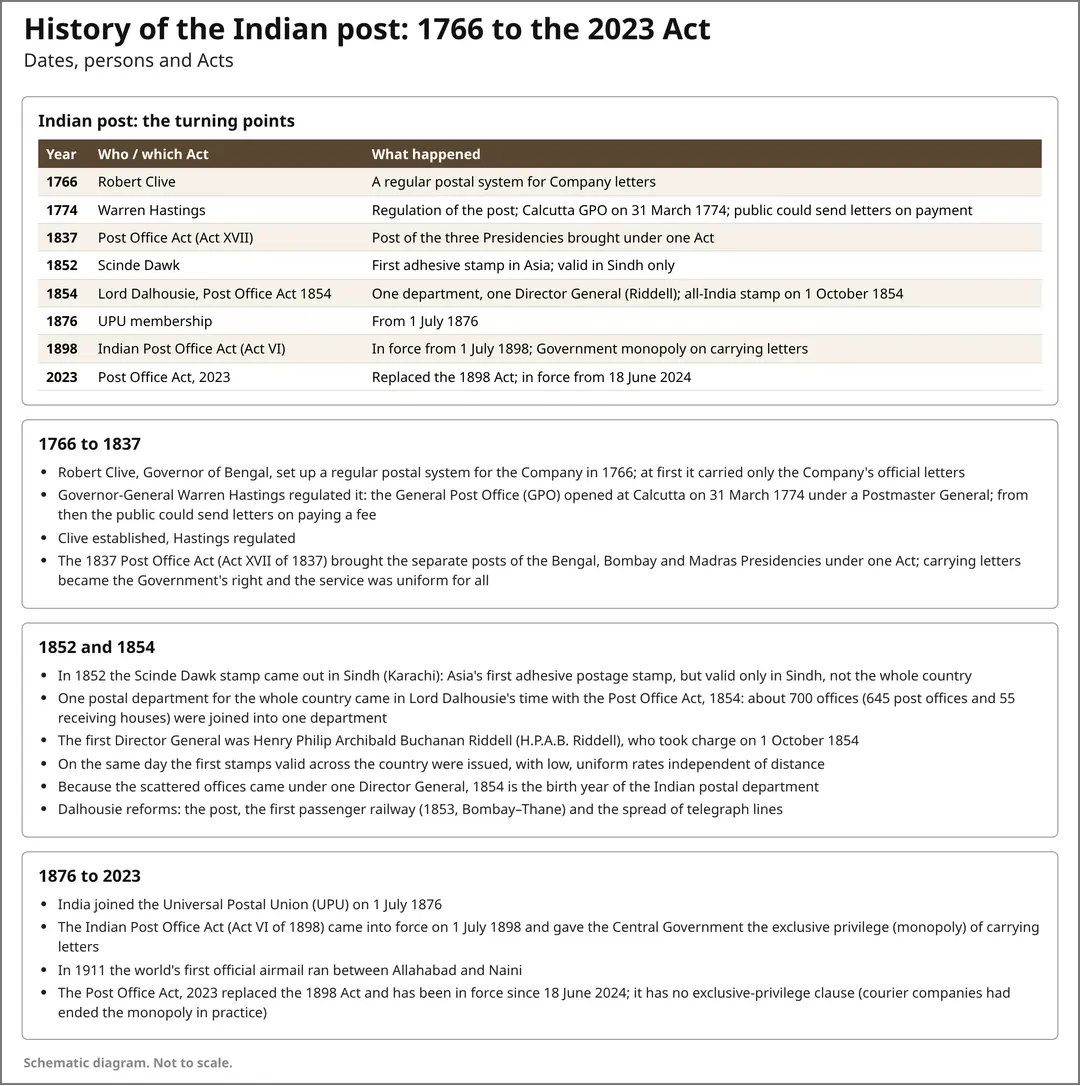 History of the Indian post: 1766 to the 2023 Act
Dates, persons and Acts
Indian post: the turning points
Year Who / which Act What happened
1766 Robert Clive A regular postal system for Company letters
1774 Warren Hastings Regulation of the post; Calcutta GPO on 31 March 1774; public could send letters on payment
1837 Post Office Act (Act XVII) Post of the three Presidencies brought under one Act
1852 Scinde Dawk First adhesive stamp in Asia; valid in Sindh only
1854 Lord Dalhousie, Post Office Act 1854 One department, one Director General (Riddell); all-India stamp on 1 October 1854
1876 UPU membership From 1 July 1876
1898 Indian Post Office Act (Act VI) In force from 1 July 1898; Government monopoly on carrying letters
2023 Post Office Act, 2023 Replaced the 1898 Act; in force from 18 June 2024
1766 to 1837
• Robert Clive, Governor of Bengal, set up a regular postal system for the Company in 1766; at first it carried only the Company's official letters
• Governor-General Warren Hastings regulated it: the General Post Office (GPO) opened at Calcutta on 31 March 1774 under a Postmaster General; from
then the public could send letters on paying a fee
• Clive established, Hastings regulated
• The 1837 Post Office Act (Act XVII of 1837) brought the separate posts of the Bengal, Bombay and Madras Presidencies under one Act; carrying letters
became the Government's right and the service was uniform for all
1852 and 1854
• In 1852 the Scinde Dawk stamp came out in Sindh (Karachi): Asia's first adhesive postage stamp, but valid only in Sindh, not the whole country
• One postal department for the whole country came in Lord Dalhousie's time with the Post Office Act, 1854: about 700 offices (645 post offices and 55
receiving houses) were joined into one department
• The first Director General was Henry Philip Archibald Buchanan Riddell (H.P.A.B. Riddell), who took charge on 1 October 1854
• On the same day the first stamps valid across the country were issued, with low, uniform rates independent of distance
• Because the scattered offices came under one Director General, 1854 is the birth year of the Indian postal department
• Dalhousie reforms: the post, the first passenger railway (1853, Bombay–Thane) and the spread of telegraph lines
1876 to 2023
• India joined the Universal Postal Union (UPU) on 1 July 1876
• The Indian Post Office Act (Act VI of 1898) came into force on 1 July 1898 and gave the Central Government the exclusive privilege (monopoly) of carrying
letters
• In 1911 the world's first official airmail ran between Allahabad and Naini
• The Post Office Act, 2023 replaced the 1898 Act and has been in force since 18 June 2024; it has no exclusive-privilege clause (courier companies had
ended the monopoly in practice)
Schematic diagram. Not to scale.